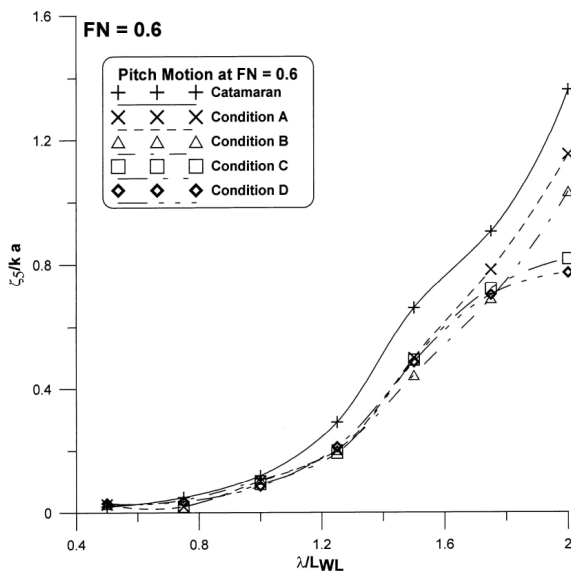 1.6
FN = 0.6
Pitch Motion at FN = 0.6
Catamaran
Condition A
Condition B
Condition C
Condition D
1.2
0.8
0.4
0
ζ5/k a
0.4
0.8
1.2
1.6
2
λ/LWL